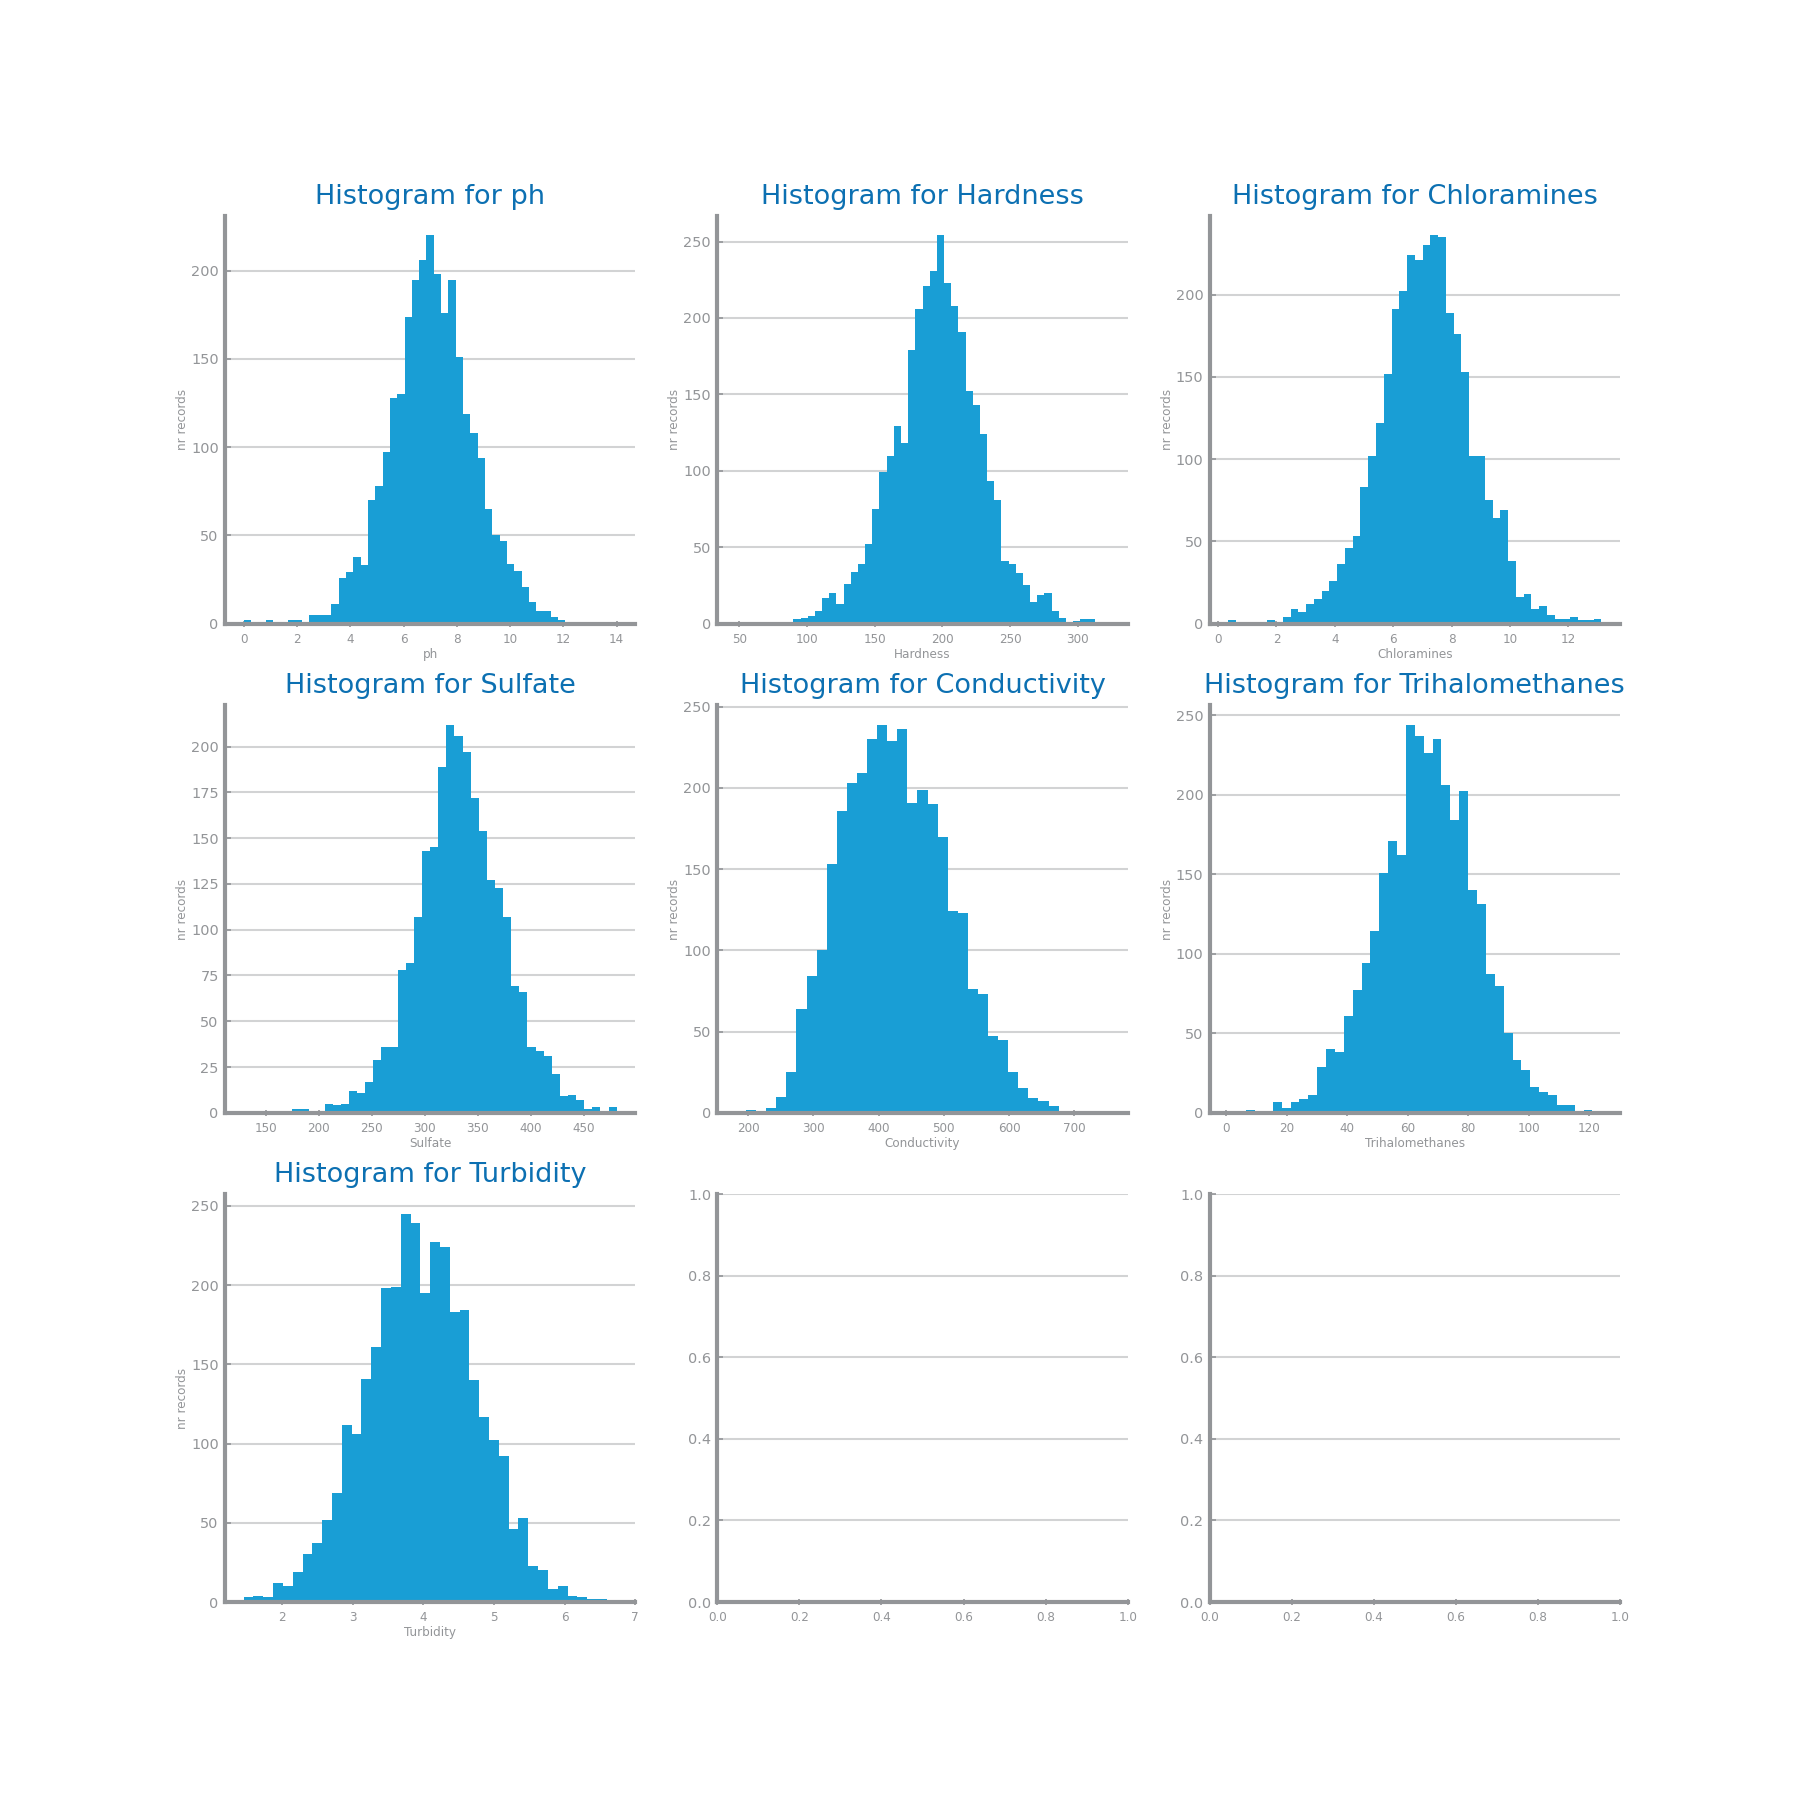 Histogram for ph
200
150
100
50
0
nr records
0 2 4 6 8 10 12 14
ph
Histogram for Hardness
250
200
150
100
50
0
nr records
50 100 150 200 250 300
Hardness
Histogram for Chloramines
200
150
100
50
0
nr records
0 2 4 6 8 10 12
Chloramines
Histogram for Sulfate
200
175
150
125
100
75
50
25
0
nr records
150 200 250 300 350 400 450
Sulfate
Histogram for Conductivity
250
200
150
100
50
0
nr records
200 300 400 500 600 700
Conductivity
Histogram for Trihalomethanes
250
200
150
100
50
0
nr records
0 20 40 60 80 100 120
Trihalomethanes
Histogram for Turbidity
250
200
150
100
50
0
nr records
2 3 4 5 6 7
Turbidity
1.0
0.8
0.6
0.4
0.2
0.0
0.0 0.2 0.4 0.6 0.8 1.0
1.0
0.8
0.6
0.4
0.2
0.0
0.0 0.2 0.4 0.6 0.8 1.0